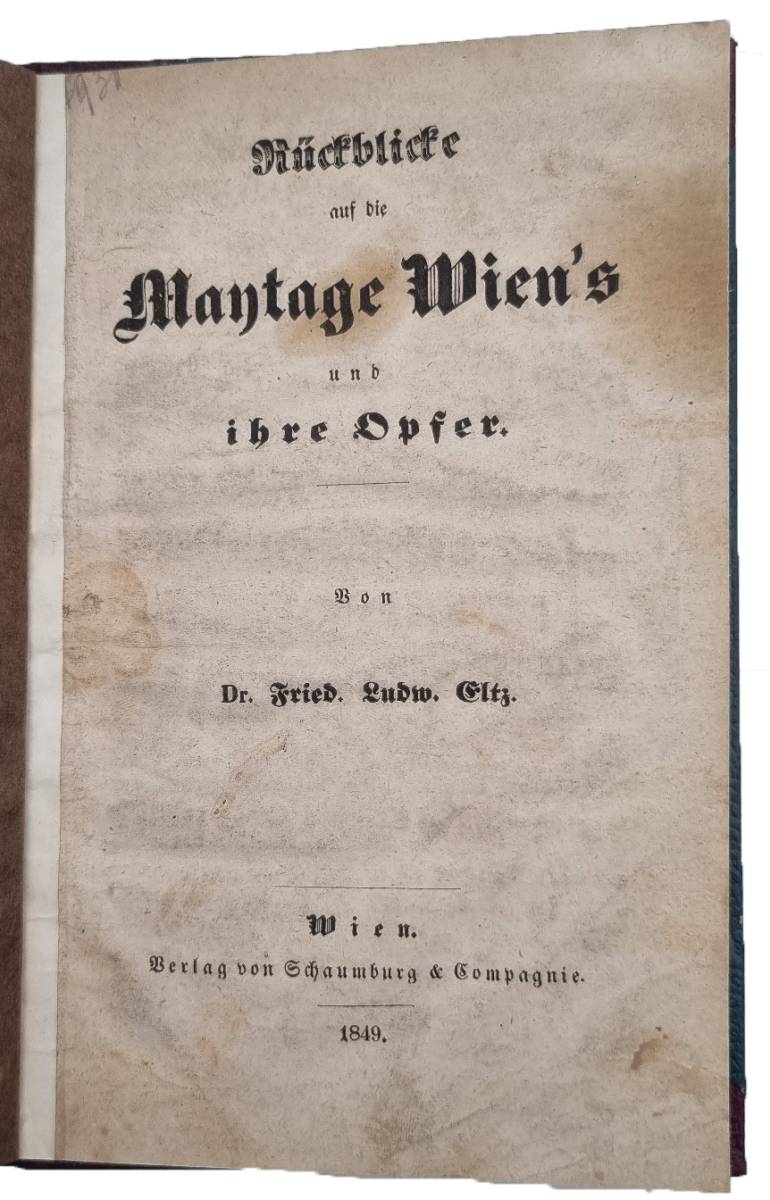 Rückblicke
auf die
Maytage Wien's
und
ihre Opfer.
Von
Dr. Fried. Ludw. Eltz.
Wien.
Verlag von Schaumburg & Compagnie.
1849.